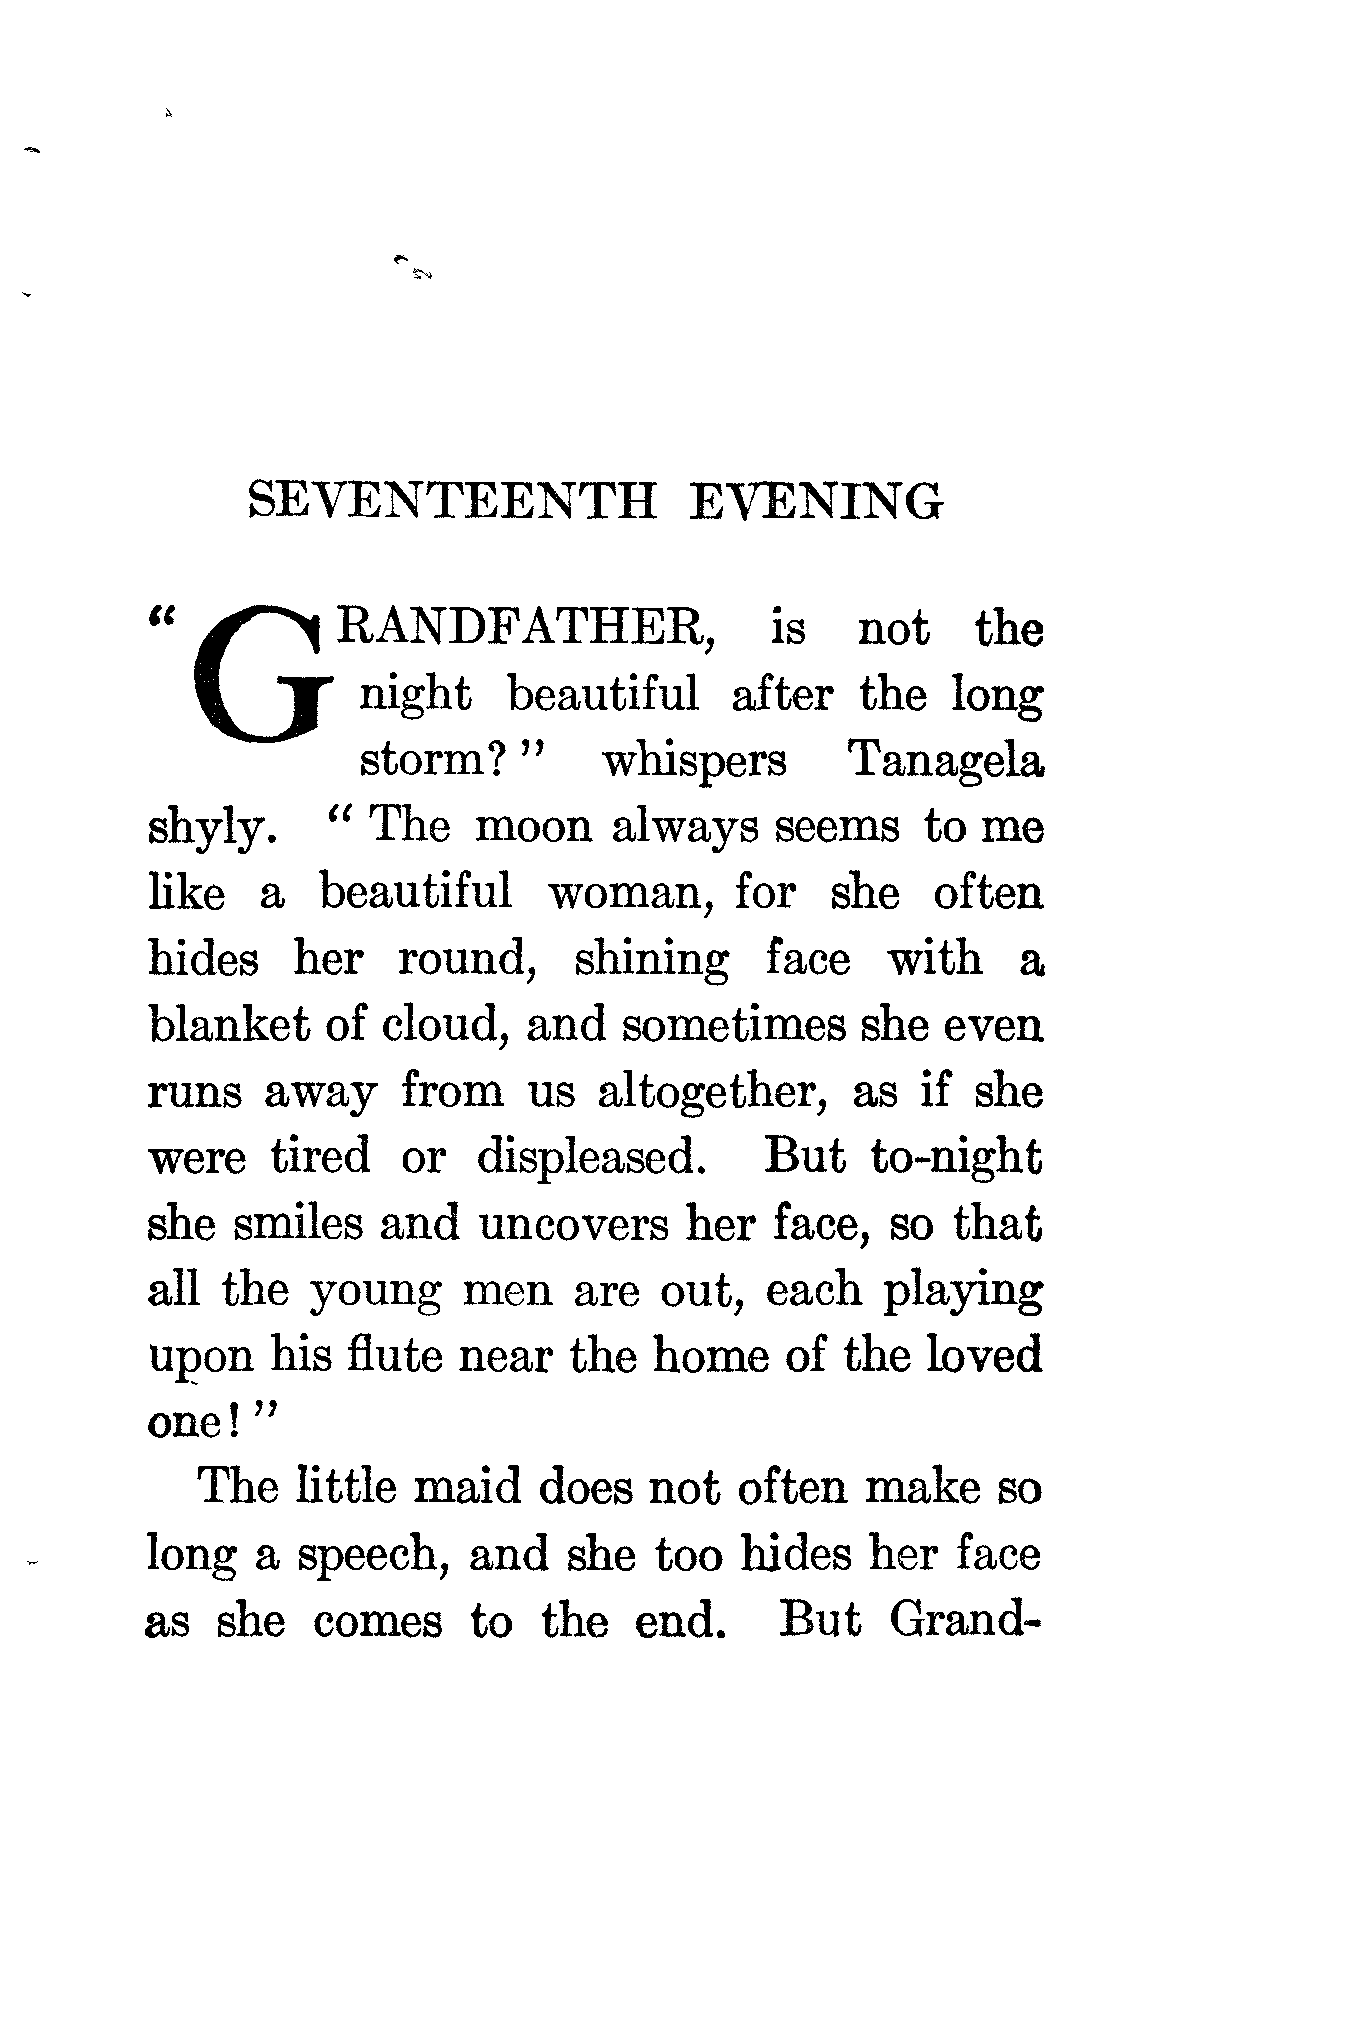 SEVENTEENTH EVENING
“GRANDFATHER, is not the
night beautiful after the long
storm?” whispers Tanagela
shyly. “The moon always seems to me
like a beautiful woman, for she often
hides her round, shining face with a
blanket of cloud, and sometimes she even
runs away from us altogether, as if she
were tired or displeased. But to-night
she smiles and uncovers her face, so that
all the young men are out, each playing
upon his flute near the home of the loved
one!”
The little maid does not often make so
long a speech, and she too hides her face
as she comes to the end. But Grand-